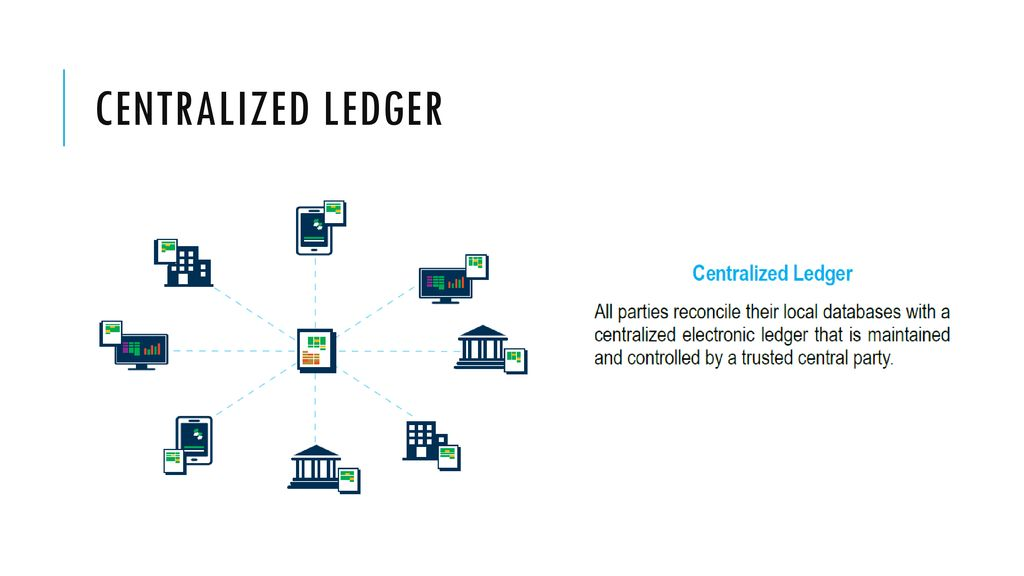 CENTRALIZED LEDGER
Centralized Ledger
All parties reconcile their local databases with a
centralized electronic ledger that is maintained
and controlled by a trusted central party.